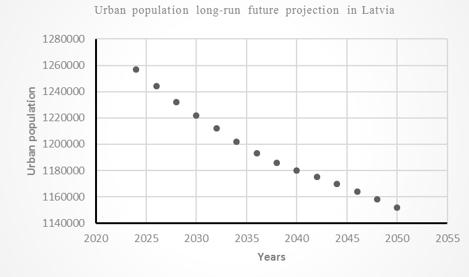 Urban population long-run future projection in Latvia
1280000
1260000
1240000
1220000
1200000
1180000
1160000
1140000
Urban population
2020 2025 2030 2035 2040 2045 2050 2055
Years